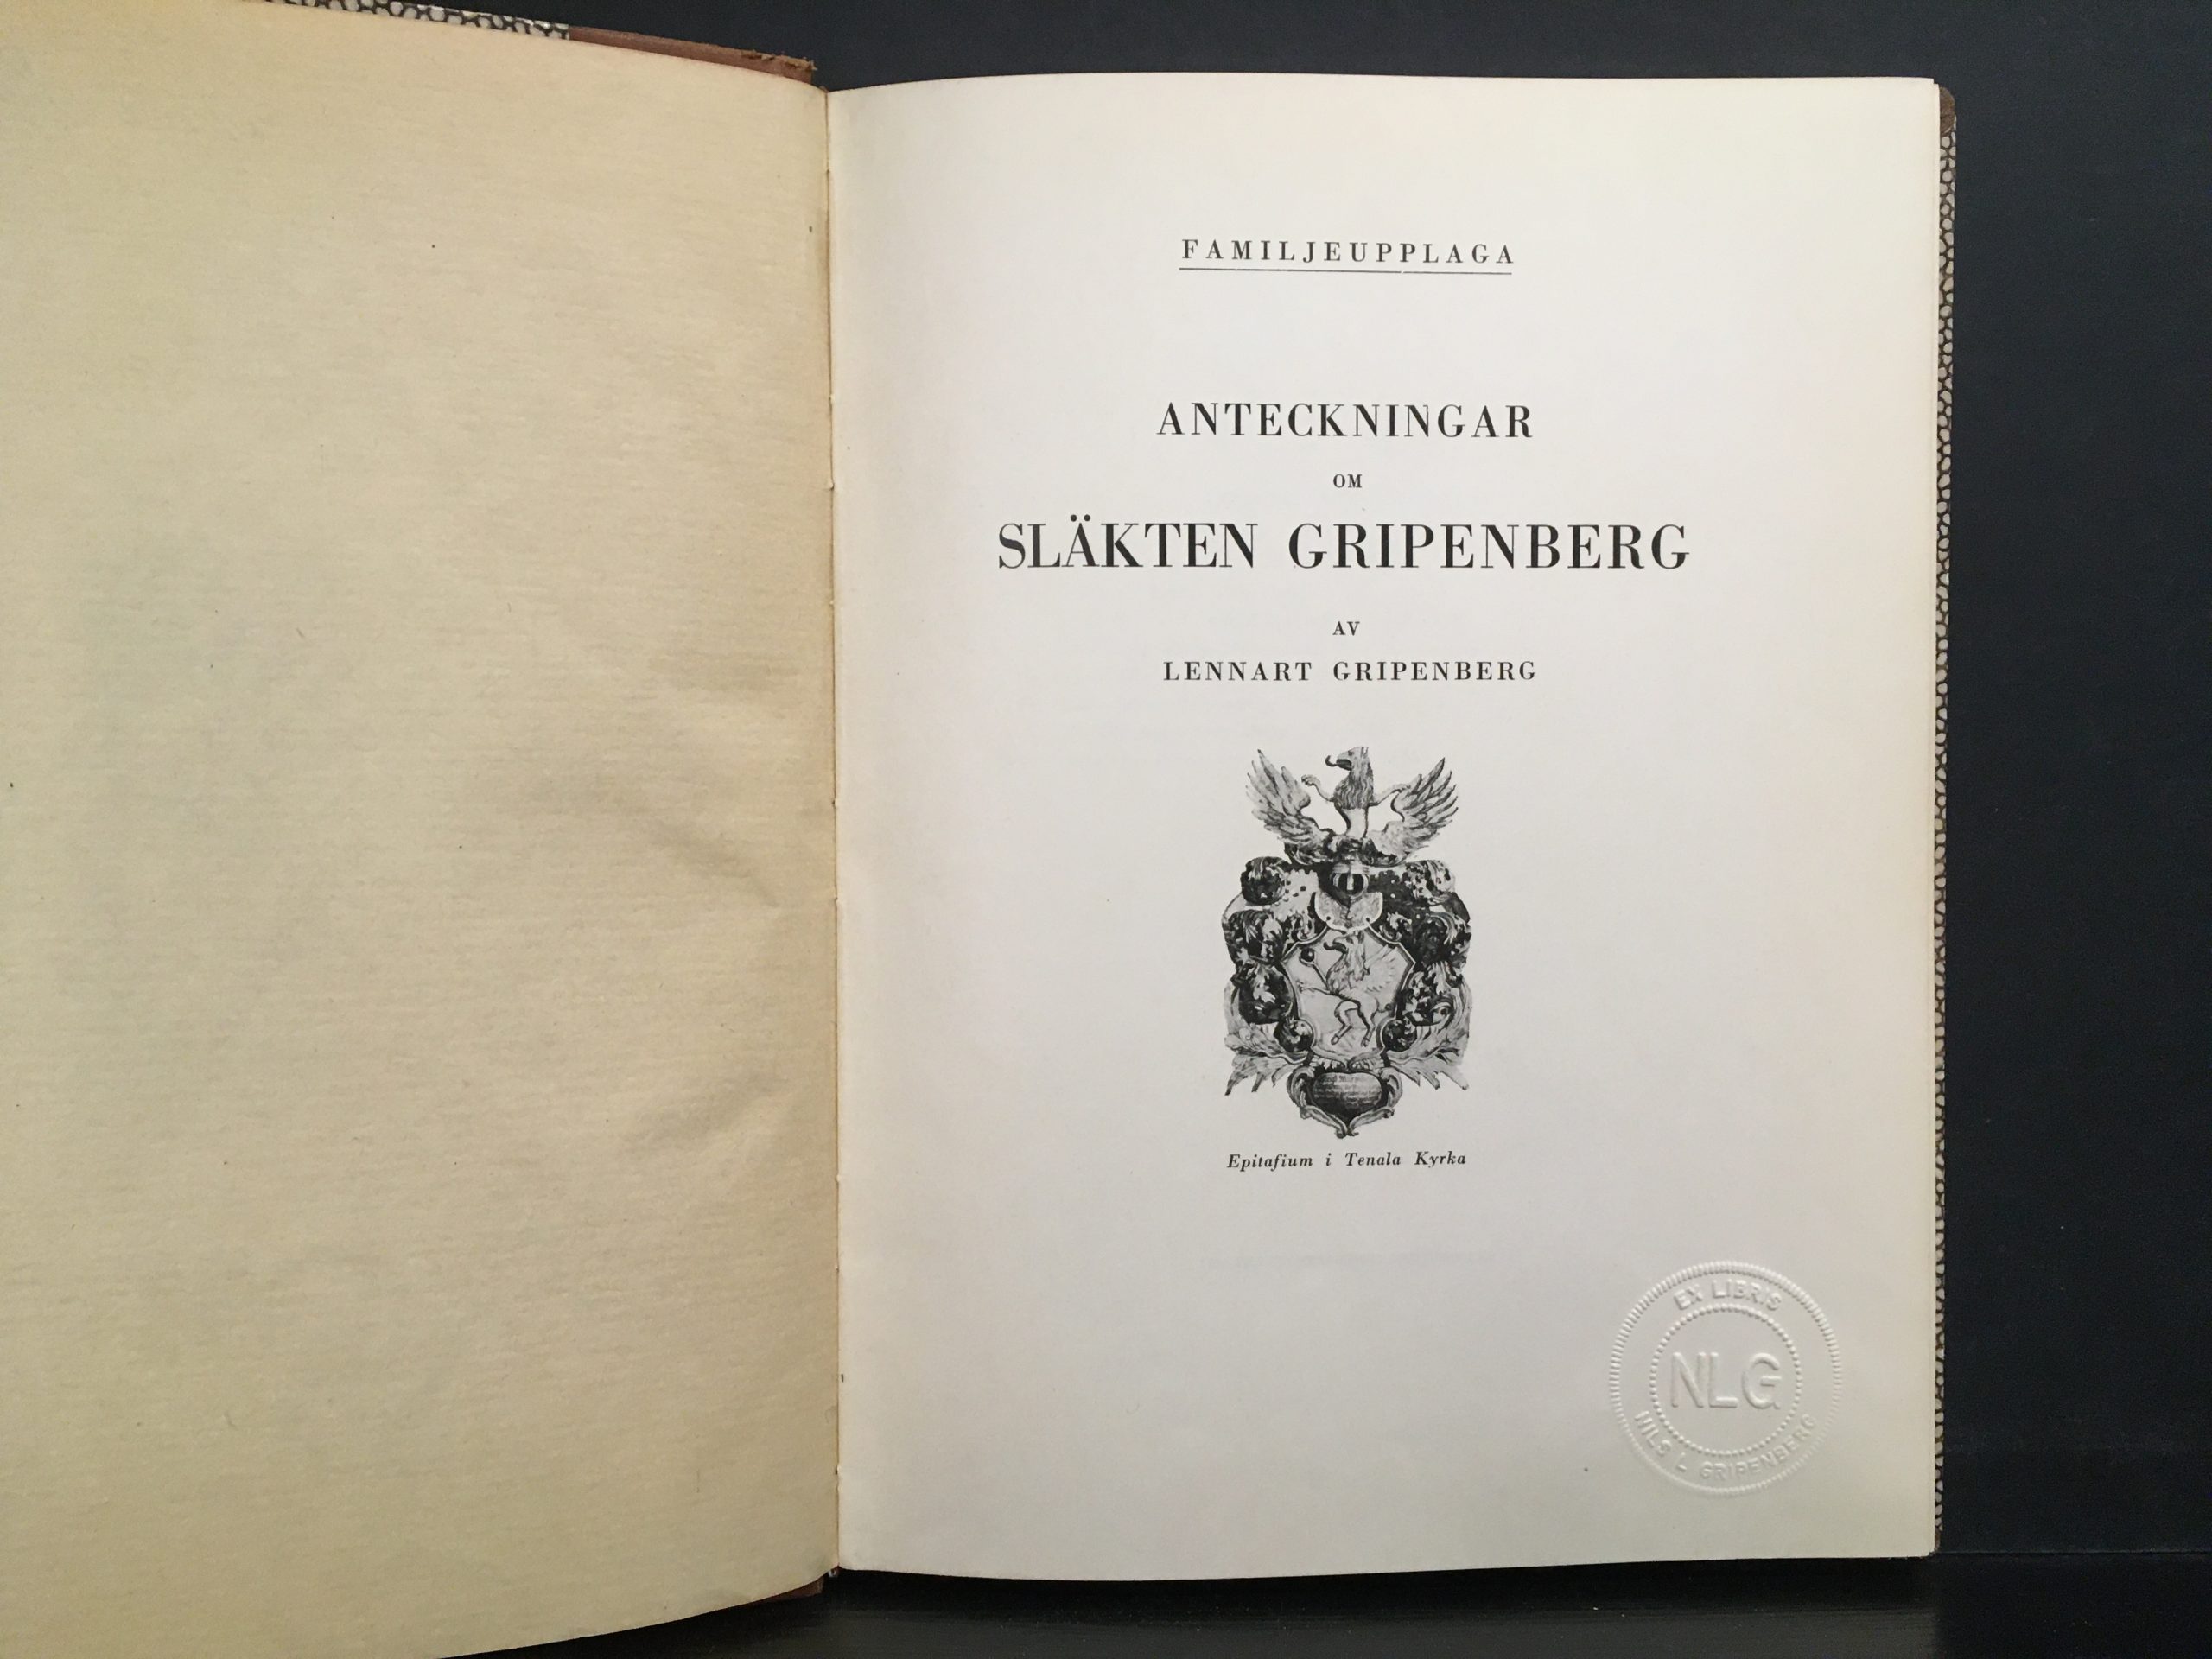 FAMILJEUPPLAGA
ANTECKNINGAR
OM
SLÄKTEN GRIPENBERG
AV
LENNART GRIPENBERG
Epitafium i Tenala Kyrka
EX LIBRIS
NLG
NILS L GRIPENBERG